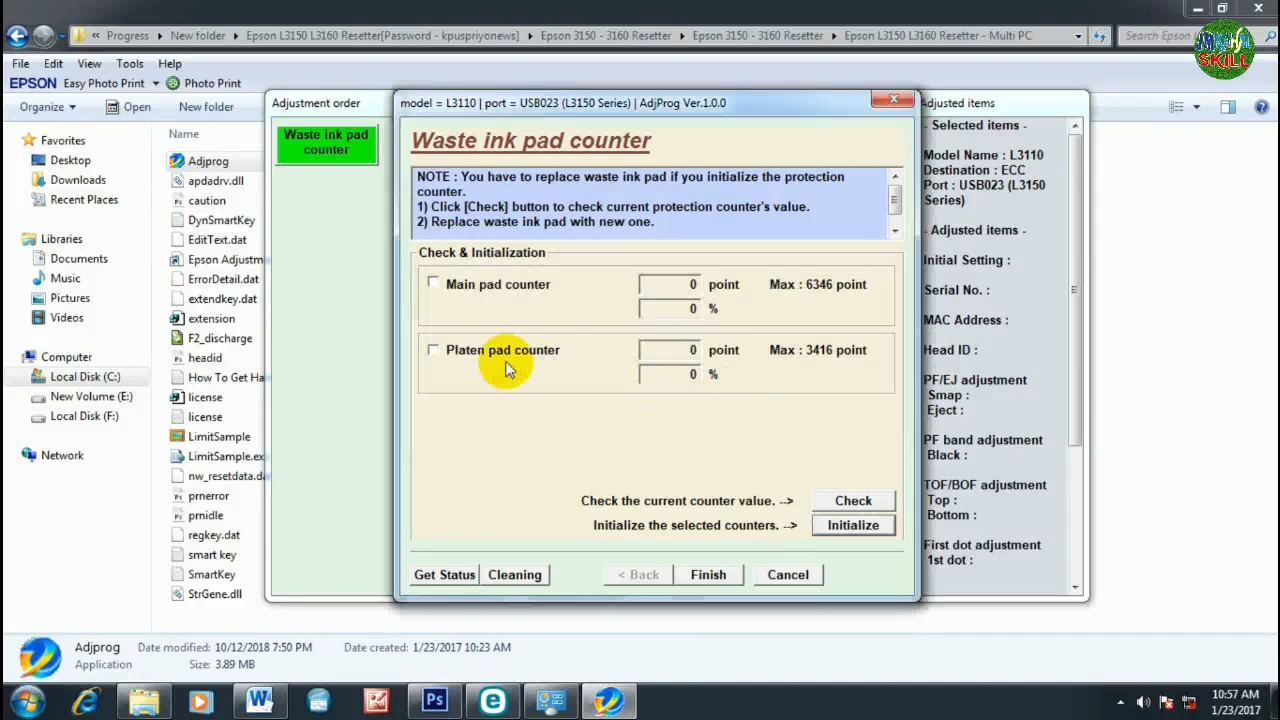 « Progress ▸ New folder ▸ Epson L3150 L3160 Resetter[Password - kpuspriyonews] ▸ Epson 3150 - 3160 Resetter ▸ Epson 3150 - 3160 Resetter ▸ Epson L3150 L3160 Resetter - Multi PC
Search Epson
SKILL
File Edit View Tools Help
EPSON Easy Photo Print Photo Print
Organize Open New folder
Favorites
Desktop
Downloads
Recent Places
Libraries
Documents
Music
Pictures
Videos
Computer
Local Disk (C:)
New Volume (E:)
Local Disk (F:)
Network
Name
Adjprog
apdadrv.dll
caution
DynSmartKey
EditText.dat
Epson Adjustm
ErrorDetail.dat
extendkey.dat
extension
F2_discharge
headid
How To Get Ha
license
license
LimitSample
LimitSample.ex
nw_resetdata.da
prnerror
prnidle
regkey.dat
smart key
SmartKey
StrGene.dll
Adjustment order
Waste ink pad
counter
model = L3110 | port = USB023 (L3150 Series) | AdjProg Ver.1.0.0
Waste ink pad counter
NOTE : You have to replace waste ink pad if you initialize the protection
counter.
1) Click [Check] button to check current protection counter's value.
2) Replace waste ink pad with new one.
Check & Initialization
Main pad counter 0 point Max : 6346 point
0 %
Platen pad counter 0 point Max : 3416 point
0 %
Check the current counter value. --> Check
Initialize the selected counters. --> Initialize
Get Status Cleaning < Back Finish Cancel
djusted items
- Selected items -
Model Name : L3110
Destination : ECC
Port : USB023 (L3150
Series)
- Adjusted items -
Initial Setting :
Serial No. :
MAC Address :
Head ID :
PF/EJ adjustment
Smap :
Eject :
PF band adjustment
Black :
TOF/BOF adjustment
Top :
Bottom :
First dot adjustment
1st dot :
Adjprog Date modified: 10/12/2018 7:50 PM Date created: 1/23/2017 10:23 AM
Application Size: 3.89 MB
10:57 AM
1/23/2017